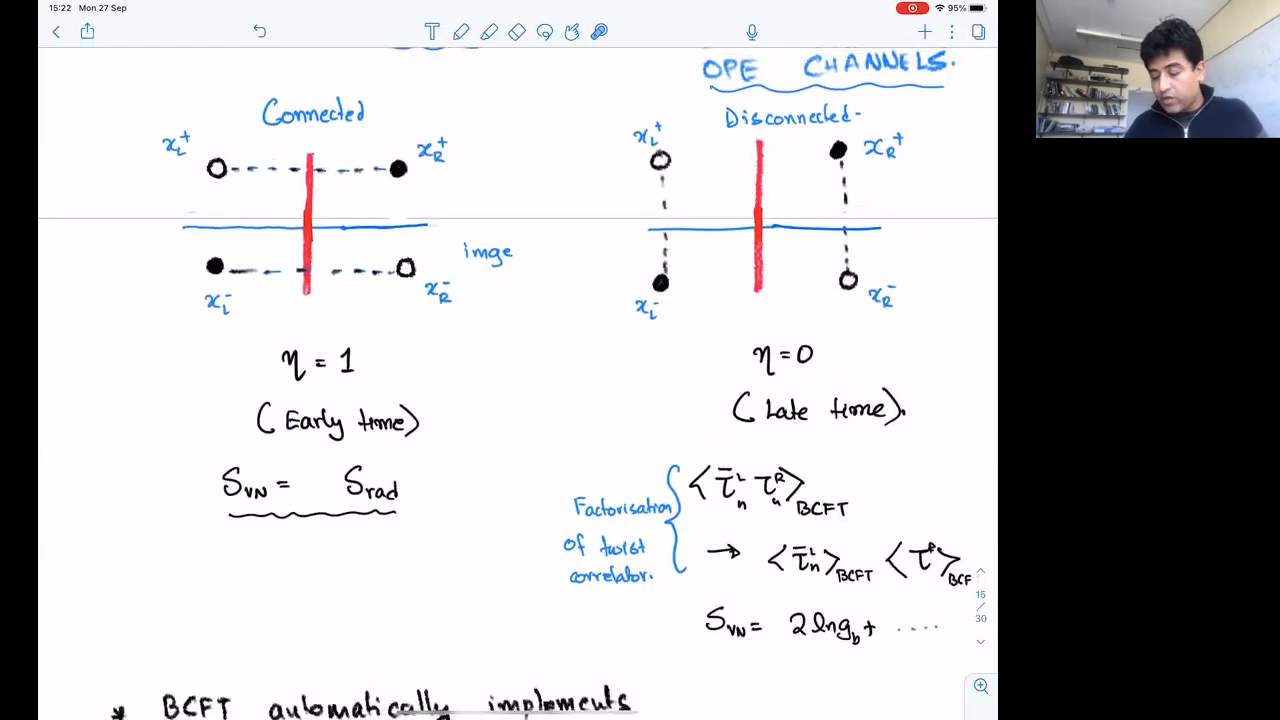 15:22 Mon 27 Sep
95%
OPE CHANNELS.
Connected
x_L^+
x_R^+
imge
x_L^-
x_R^-
η = 1
(Early time)
S_VN = S_rad
Disconnected-
x_L^+
x_R^+
x_L^-
x_R^-
η = 0
(Late time).
Factorisation
of twist
correlator.
⟨ τ̄_n^L τ_n^R ⟩_BCFT
→ ⟨ τ̄_n^L ⟩_BCFT ⟨ τ^R ⟩_BCF
S_VN = 2 ln g_b + ....
15
/
30
* BCFT automatically implements